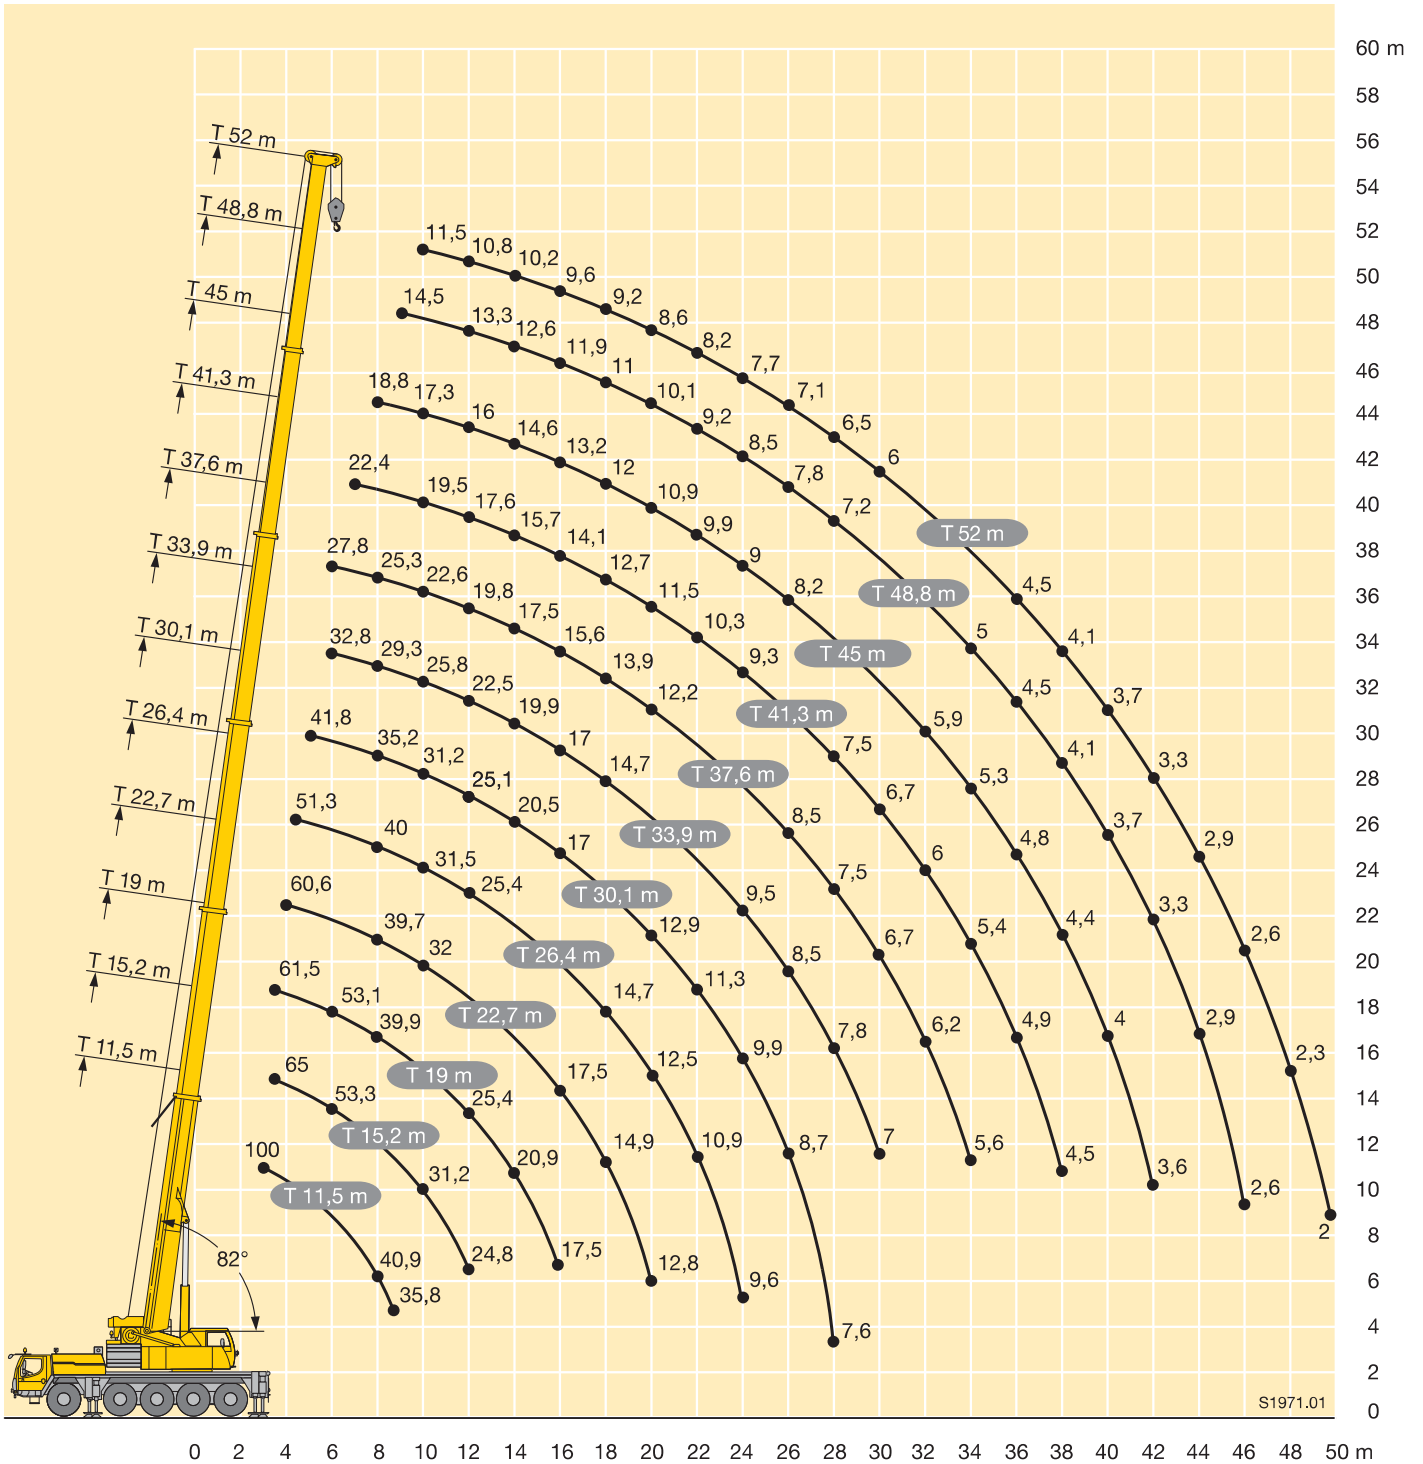 60 m
58
56
54
52
50
48
46
44
42
40
38
36
34
32
30
28
26
24
22
20
18
16
14
12
10
8
6
4
2
0
T 52 m
T 48,8 m
T 45 m
T 41,3 m
T 37,6 m
T 33,9 m
T 30,1 m
T 26,4 m
T 22,7 m
T 19 m
T 15,2 m
T 11,5 m
82°
11,5 10,8 10,2 9,6 9,2 8,6 8,2 7,7 7,1 6,5 6 T 52 m 4,5 4,1 3,7 3,3 2,9 2,6 2,3 2
14,5 13,3 12,6 11,9 11 10,1 9,2 8,5 7,8 7,2 T 48,8 m 5 4,5 4,1 3,7 3,3 2,9 2,6
18,8 17,3 16 14,6 13,2 12 10,9 9,9 9 8,2 T 45 m 5,9 5,3 4,8 4,4 4 3,6
22,4 19,5 17,6 15,7 14,1 12,7 11,5 10,3 9,3 T 41,3 m 7,5 6,7 6 5,4 4,9 4,5
27,8 25,3 22,6 19,8 17,5 15,6 13,9 12,2 T 37,6 m 8,5 7,5 6,7 6,2 5,6
32,8 29,3 25,8 22,5 19,9 17 14,7 T 33,9 m 9,5 8,5 7,8 7
41,8 35,2 31,2 25,1 20,5 17 T 30,1 m 12,9 11,3 9,9 8,7 7,6
51,3 40 31,5 25,4 T 26,4 m 14,7 12,5 10,9 9,6
60,6 39,7 32 T 22,7 m 17,5 14,9 12,8
61,5 53,1 39,9 T 19 m 25,4 20,9 17,5
65 53,3 T 15,2 m 31,2 24,8
100 T 11,5 m 40,9 35,8
S1971.01
0 2 4 6 8 10 12 14 16 18 20 22 24 26 28 30 32 34 36 38 40 42 44 46 48 50 m